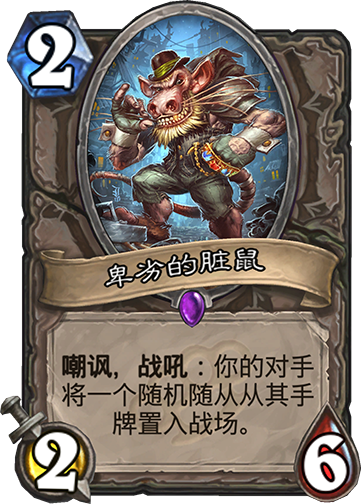 2
卑劣的脏鼠
嘲讽，战吼：你的对手
将一个随机随从从其手
牌置入战场。
2
6